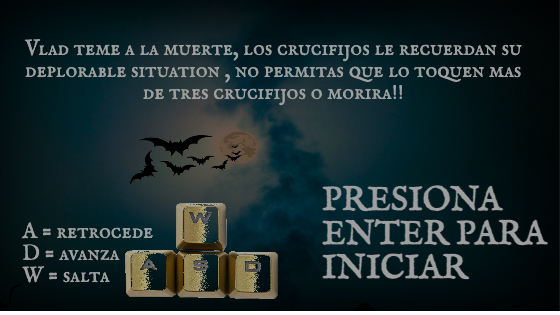 Vlad teme a la muerte, los crucifijos le recuerdan su
deplorable situation , no permitas que lo toquen mas
de tres crucifijos o morira!!
PRESIONA
ENTER PARA
INICIAR
A = retrocede
D = avanza
W = salta
W
A S D